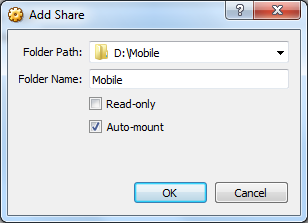 Add Share
Folder Path: D:\Mobile
Folder Name: Mobile
Read-only
Auto-mount
OK Cancel